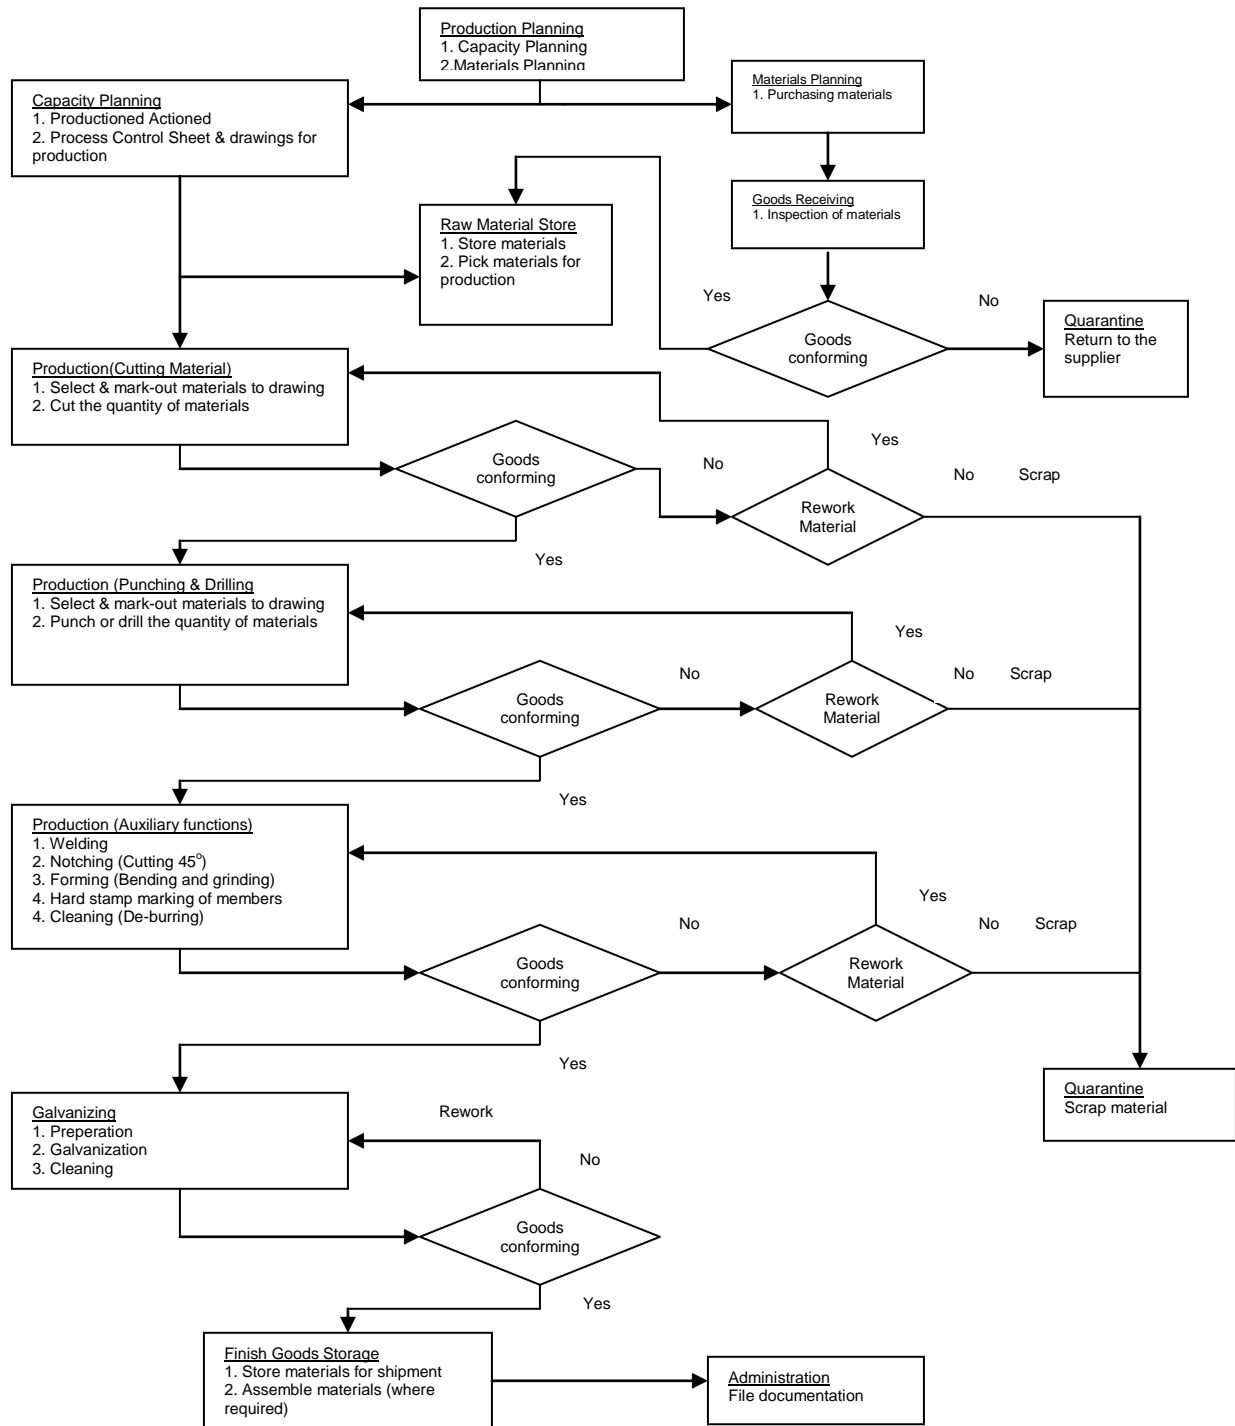 Production Planning
1. Capacity Planning
2.Materials Planning
Capacity Planning
1. Productioned Actioned
2. Process Control Sheet & drawings for
production
Materials Planning
1. Purchasing materials
Goods Receiving
1. Inspection of materials
Raw Material Store
1. Store materials
2. Pick materials for
production
Yes
No
Goods
conforming
Quarantine
Return to the
supplier
Production(Cutting Material)
1. Select & mark-out materials to drawing
2. Cut the quantity of materials
Goods
conforming
No
Yes
Rework
Material
No Scrap
Yes
Production (Punching & Drilling
1. Select & mark-out materials to drawing
2. Punch or drill the quantity of materials
Goods
conforming
No
Yes
Rework
Material
No Scrap
Yes
Production (Auxiliary functions)
1. Welding
2. Notching (Cutting 45º)
3. Forming (Bending and grinding)
4. Hard stamp marking of members
4. Cleaning (De-burring)
Goods
conforming
No
Yes
Rework
Material
No Scrap
Yes
Quarantine
Scrap material
Galvanizing
1. Preperation
2. Galvanization
3. Cleaning
Rework
No
Goods
conforming
Yes
Finish Goods Storage
1. Store materials for shipment
2. Assemble materials (where
required)
Administration
File documentation